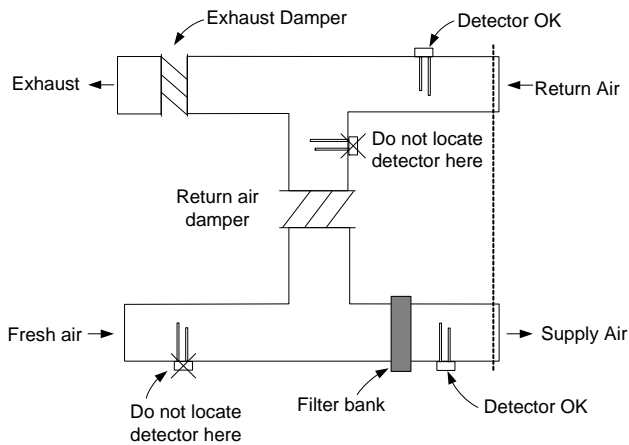 Exhaust Damper
Detector OK
Exhaust
Return Air
Do not locate
detector here
Return air
damper
Fresh air
Supply Air
Do not locate
detector here
Filter bank
Detector OK